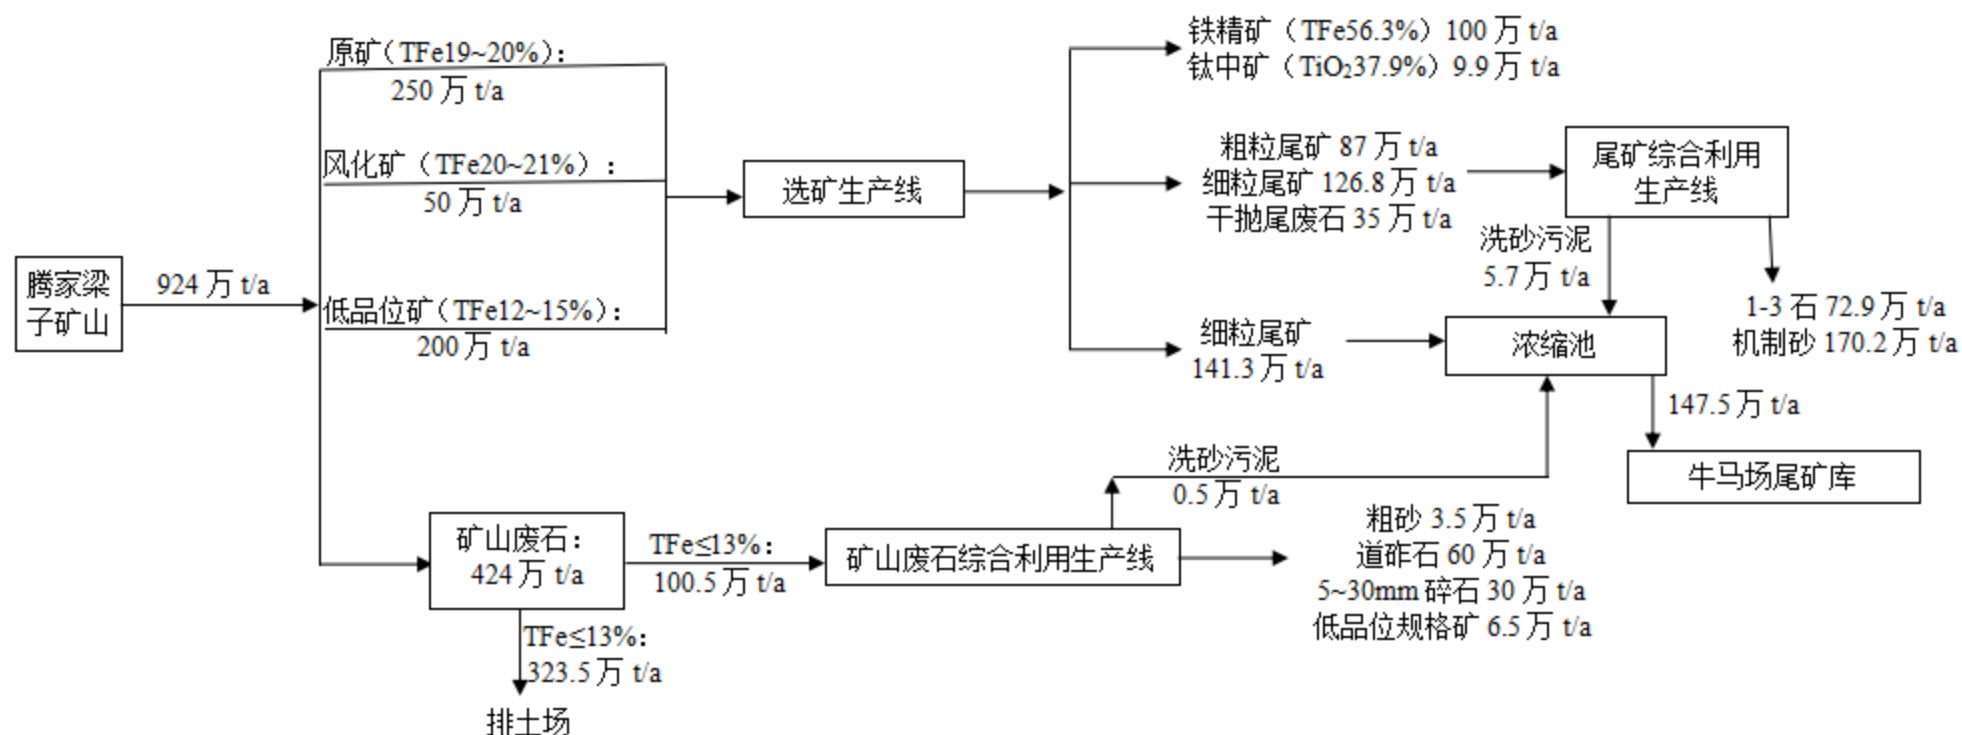 腾家梁
子矿山
924 万 t/a
原矿（TFe19~20%）：
250 万 t/a
风化矿（TFe20~21%）：
50 万 t/a
低品位矿（TFe12~15%）：
200 万 t/a
选矿生产线
铁精矿（TFe56.3%）100 万 t/a
钛中矿（TiO₂37.9%）9.9 万 t/a
粗粒尾矿 87 万 t/a
细粒尾矿 126.8 万 t/a
干抛尾废石 35 万 t/a
尾矿综合利用
生产线
洗砂污泥
5.7 万 t/a
1-3 石 72.9 万 t/a
机制砂 170.2 万 t/a
细粒尾矿
141.3 万 t/a
浓缩池
147.5 万 t/a
牛马场尾矿库
矿山废石：
424 万 t/a
TFe≤13%：
100.5 万 t/a
矿山废石综合利用生产线
洗砂污泥
0.5 万 t/a
粗砂 3.5 万 t/a
道砟石 60 万 t/a
5~30mm 碎石 30 万 t/a
低品位规格矿 6.5 万 t/a
TFe≤13%：
323.5 万 t/a
排土场